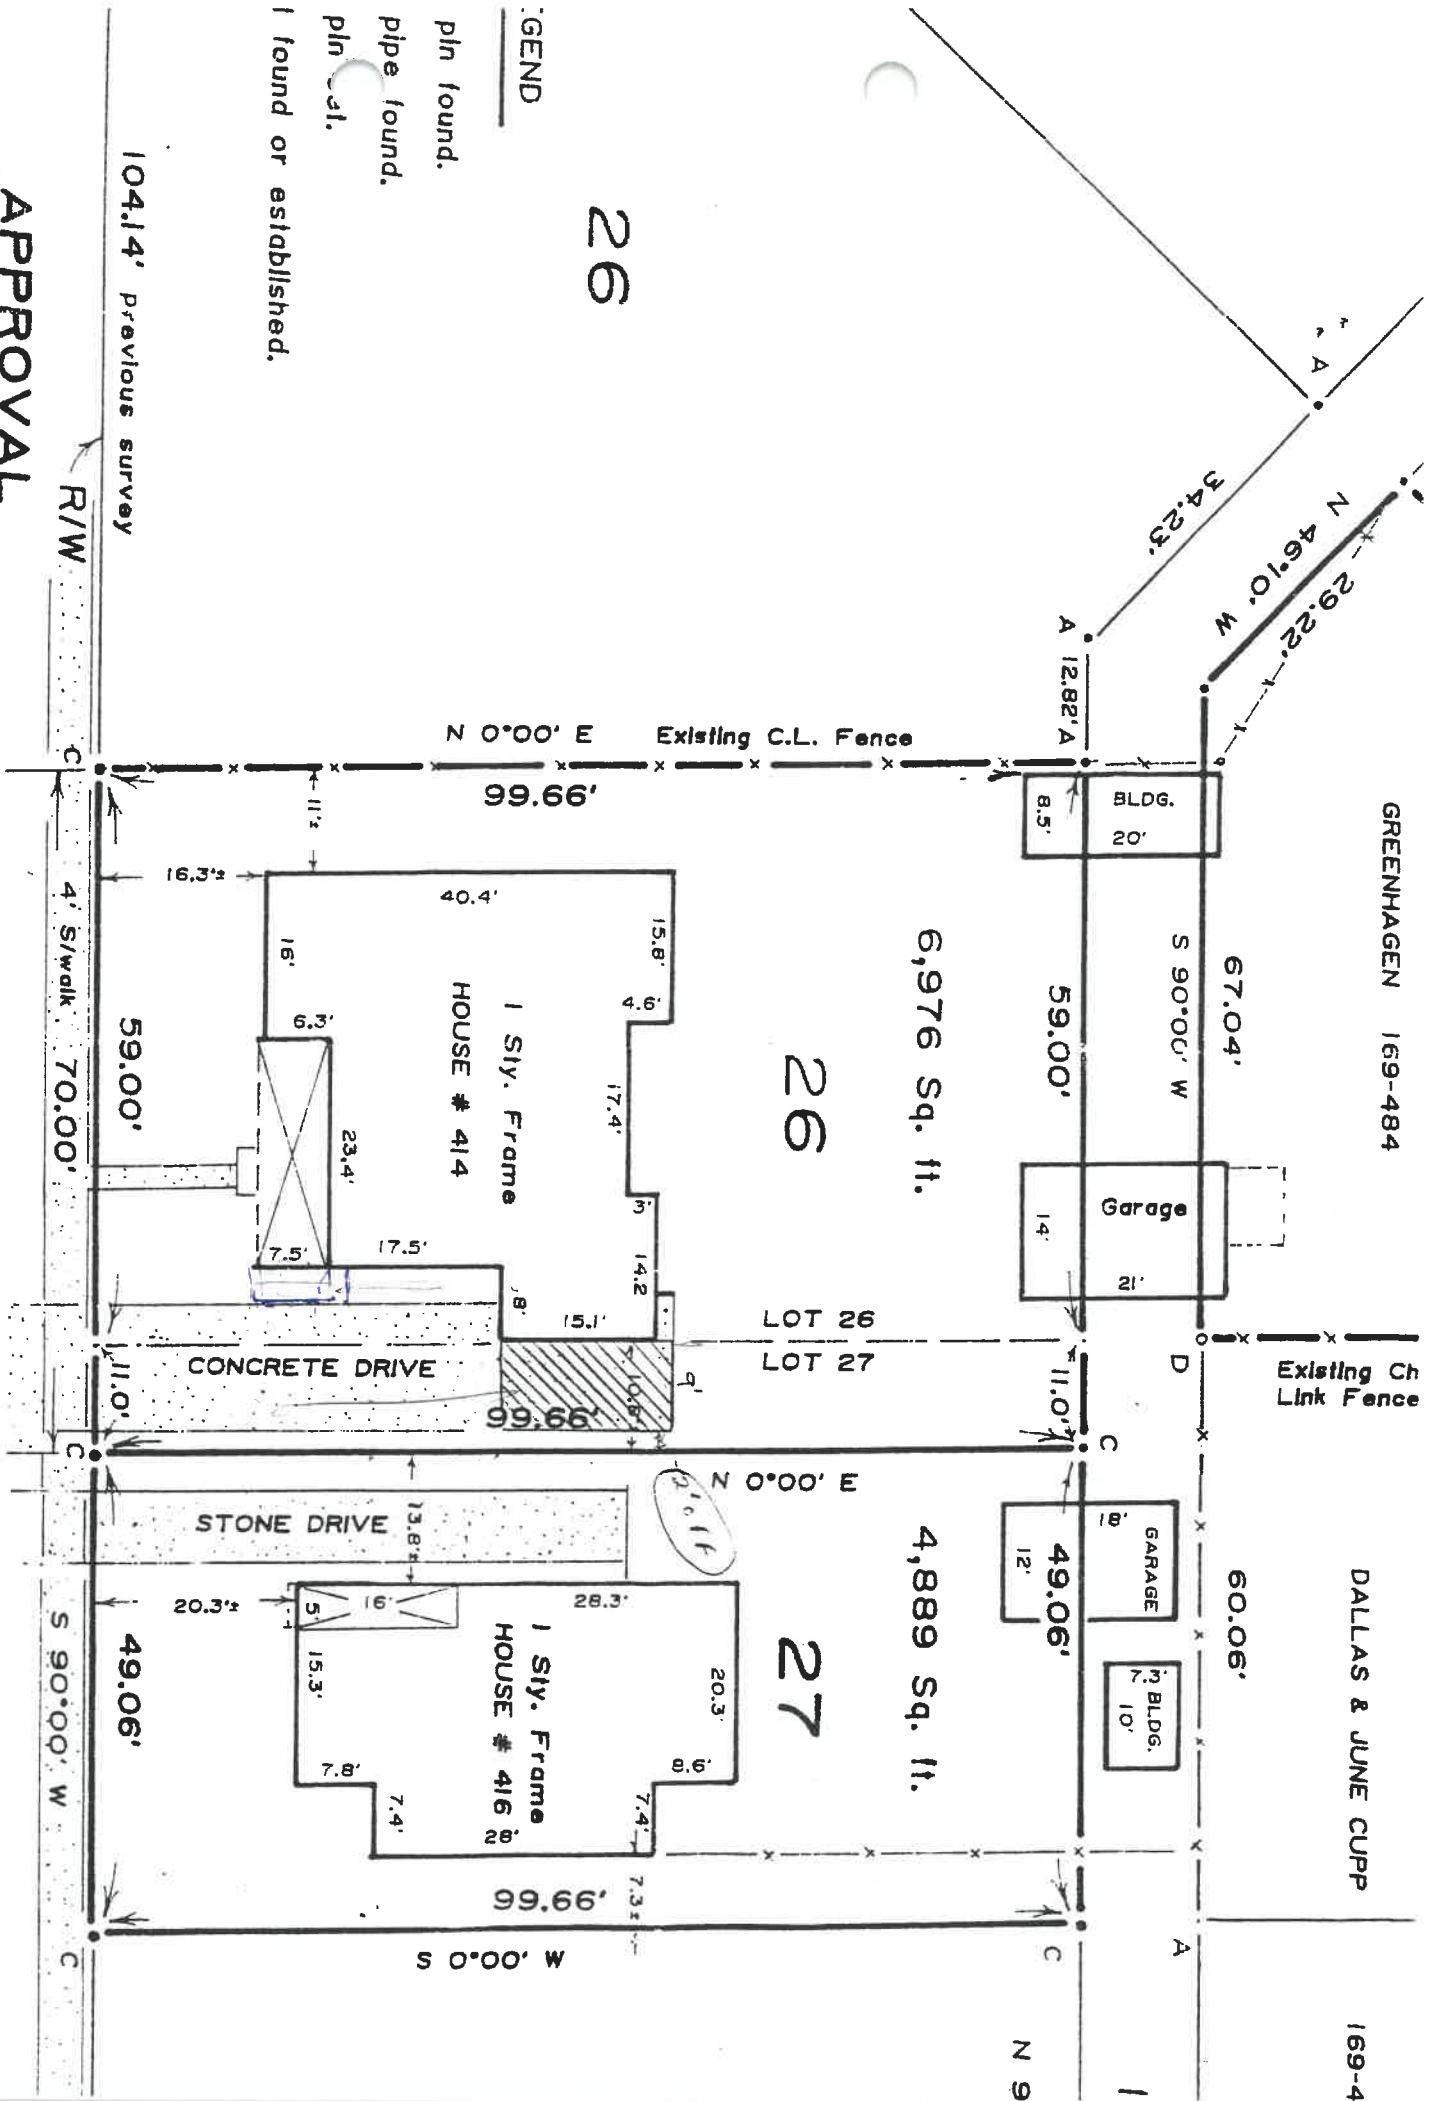 GEND
pin found.
pipe found.
pin
found or established.
26
104.14' previous survey
APPROVAL
R/W
A
34.23'
N 46°10' W
29.22'
A
12.82'
A
N 0°00' E
Existing C.L. Fence
99.66'
C
11'±
16.3'±
4' S/walk
70.00'
59.00'
40.4'
16'
15.8'
4.6'
6.3'
1 Sty. Frame
HOUSE # 414
17.4'
23.4'
3'
7.5'
17.5'
14.2
8'
15.1'
6,976 Sq. ft.
26
59.00'
S 90°00' W
67.04'
BLDG.
20'
8.5'
GREENHAGEN 169-484
Garage
14'
21'
LOT 26
LOT 27
CONCRETE DRIVE
11.0'
99.66'
9'
11.0'
C
C
D
Existing Ch
Link Fence
N 0°00' E
STONE DRIVE
13.8'±
20.3'±
5'
16'
28.3'
15.3'
1 Sty. Frame
HOUSE # 416
20.3'
7.8'
8.6'
7.4'
7.4'
28'
4,889 Sq. ft.
27
49.06'
49.06'
18'
GARAGE
12'
60.06'
7.3'
BLDG.
10'
DALLAS & JUNE CUPP
169-4
S 90°00' W
99.66'
7.3'±
S 0°00' W
C
C
A
N 9
1